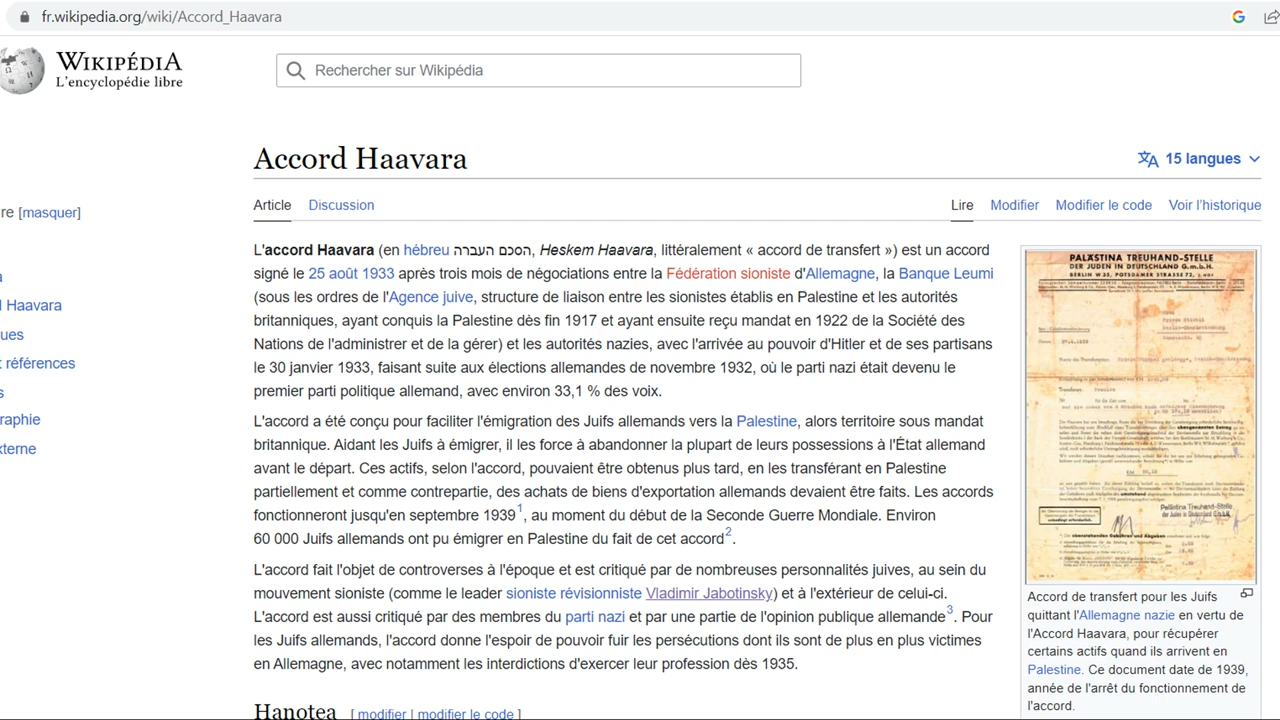 fr.wikipedia.org/wiki/Accord_Haavara
WIKIPÉDIA
L'encyclopédie libre
Rechercher sur Wikipédia
Accord Haavara
15 langues
re [masquer]
Article Discussion
Lire Modifier Modifier le code Voir l'historique
a
l Haavara
ues
t références
s
raphie
xterne
L'accord Haavara (en hébreu הסכם העברה, Heskem Haavara, littéralement « accord de transfert ») est un accord
signé le 25 août 1933 après trois mois de négociations entre la Fédération sioniste d'Allemagne, la Banque Leumi
(sous les ordres de l'Agence juive, structure de liaison entre les sionistes établis en Palestine et les autorités
britanniques, ayant conquis la Palestine dès fin 1917 et ayant ensuite reçu mandat en 1922 de la Société des
Nations de l'administrer et de la gérer) et les autorités nazies, avec l'arrivée au pouvoir d'Hitler et de ses partisans
le 30 janvier 1933, faisant suite aux élections allemandes de novembre 1932, où le parti nazi était devenu le
premier parti politique allemand, avec environ 33,1 % des voix.
L'accord a été conçu pour faciliter l'émigration des Juifs allemands vers la Palestine, alors territoire sous mandat
britannique. Aidant les Juifs à émigrer, il les force à abandonner la plupart de leurs possessions à l'État allemand
avant le départ. Ces actifs, selon l'accord, pouvaient être obtenus plus tard, en les transférant en Palestine
partiellement et comme contrepartie, des achats de biens d'exportation allemands devaient être faits. Les accords
fonctionneront jusqu'en septembre 1939 1 au moment du début de la Seconde Guerre Mondiale. Environ
60 000 Juifs allemands ont pu émigrer en Palestine du fait de cet accord2.
L'accord fait l'objet de controverses à l'époque et est critiqué par de nombreuses personnalités juives, au sein du
mouvement sioniste (comme le leader sioniste révisionniste Vladimir Jabotinsky) et à l'extérieur de celui-ci.
L'accord est aussi critiqué par des membres du parti nazi et par une partie de l'opinion publique allemande3. Pour
les Juifs allemands, l'accord donne l'espoir de pouvoir fuir les persécutions dont ils sont de plus en plus victimes
en Allemagne, avec notamment les interdictions d'exercer leur profession dès 1935.
Hanotea [ modifier | modifier le code ]
PALÄSTINA TREUHAND-STELLE
DER JUDEN IN DEUTSCHLAND G.m.b.H.
BERLIN W 35, POTSDAMER STRASSE 72
Palästina Treuhand-Stelle
der Juden in Deutschland G.m.b.H.
Accord de transfert pour les Juifs
quittant l'Allemagne nazie en vertu de
l'Accord Haavara, pour récupérer
certains actifs quand ils arrivent en
Palestine. Ce document date de 1939,
année de l'arrêt du fonctionnement de
l'accord.